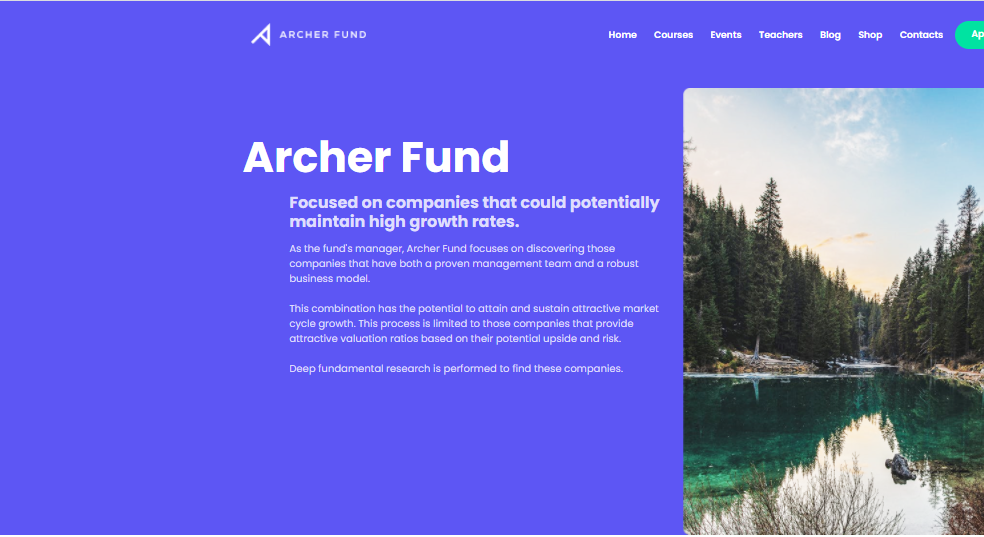 ARCHER FUND
Home Courses Events Teachers Blog Shop Contacts
Archer Fund
Focused on companies that could potentially
maintain high growth rates.
As the fund's manager, Archer Fund focuses on discovering those
companies that have both a proven management team and a robust
business model.
This combination has the potential to attain and sustain attractive market
cycle growth. This process is limited to those companies that provide
attractive valuation ratios based on their potential upside and risk.
Deep fundamental research is performed to find these companies.